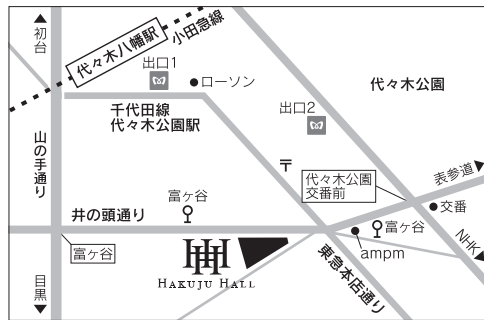 初台
代々木八幡駅
小田急線
出口1
ローソン
千代田線
代々木公園駅
代々木公園
出口2
山の手通り
〒
代々木公園
交番前
表参道
交番
富ヶ谷
井の頭通り
富ヶ谷
富ヶ谷
ampm
NHK
東急本店通り
目黒
HAKUJU HALL